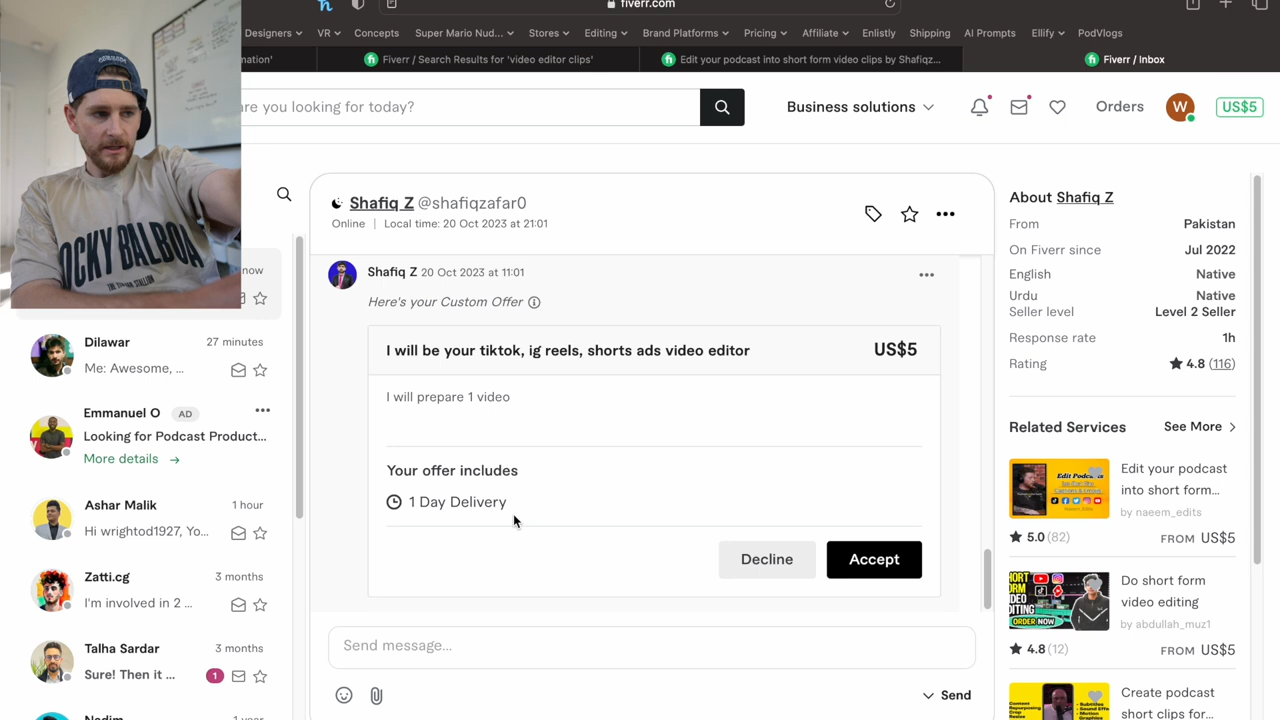 fiverr.com
Designers
VR
Concepts
Super Mario Nud...
Stores
Editing
Brand Platforms
Pricing
Affiliate
Enlistly
Shipping
AI Prompts
Ellify
PodVlogs
mation'
Fiverr / Search Results for 'video editor clips'
Edit your podcast into short form video clips by Shafiqz...
Fiverr / Inbox
are you looking for today?
Business solutions
Orders
W
US$5
Shafiq Z @shafiqzafar0
Online | Local time: 20 Oct 2023 at 21:01
now
Dilawar 27 minutes
Me: Awesome, ...
Emmanuel O AD
Looking for Podcast Product...
More details →
Ashar Malik 1 hour
Hi wrightod1927, Yo...
Zatti.cg 3 months
I'm involved in 2 ...
Talha Sardar 3 months
Sure! Then it ... 1
Nadim 1 year
Shafiq Z 20 Oct 2023 at 11:01
Here's your Custom Offer
I will be your tiktok, ig reels, shorts ads video editor US$5
I will prepare 1 video
Your offer includes
1 Day Delivery
Decline
Accept
Send message...
Send
About Shafiq Z
From Pakistan
On Fiverr since Jul 2022
English Native
Urdu Native
Seller level Level 2 Seller
Response rate 1h
Rating 4.8 (116)
Related Services See More
Edit your podcast
into short form...
by naeem_edits
5.0 (82) FROM US$5
Do short form
video editing
by abdullah_muz1
4.8 (12) FROM US$5
Create podcast
short clips for...
ROCKY BALBOA
THE ITALIAN STALLION